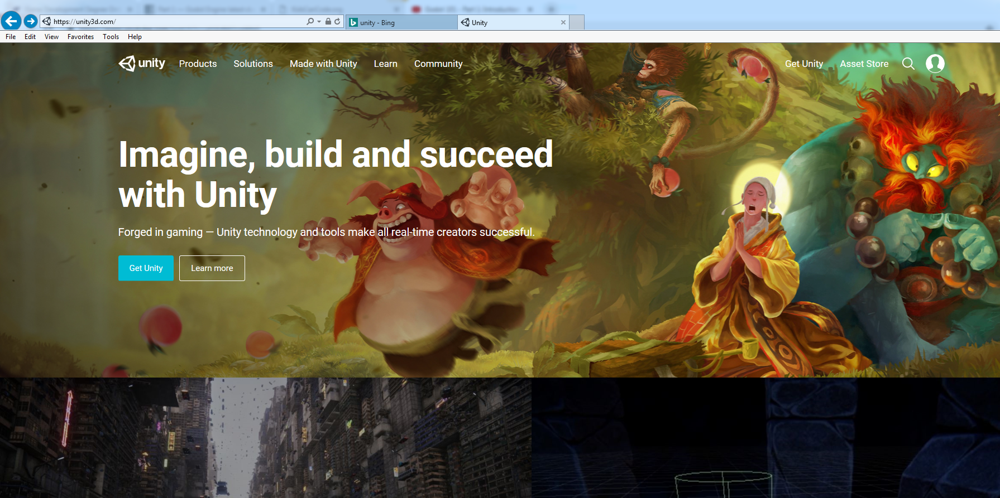 https://unity3d.com/
unity - Bing
Unity
File Edit View Favorites Tools Help
unity Products Solutions Made with Unity Learn Community Get Unity Asset Store
Imagine, build and succeed
with Unity
Forged in gaming — Unity technology and tools make all real-time creators successful.
Get Unity Learn more